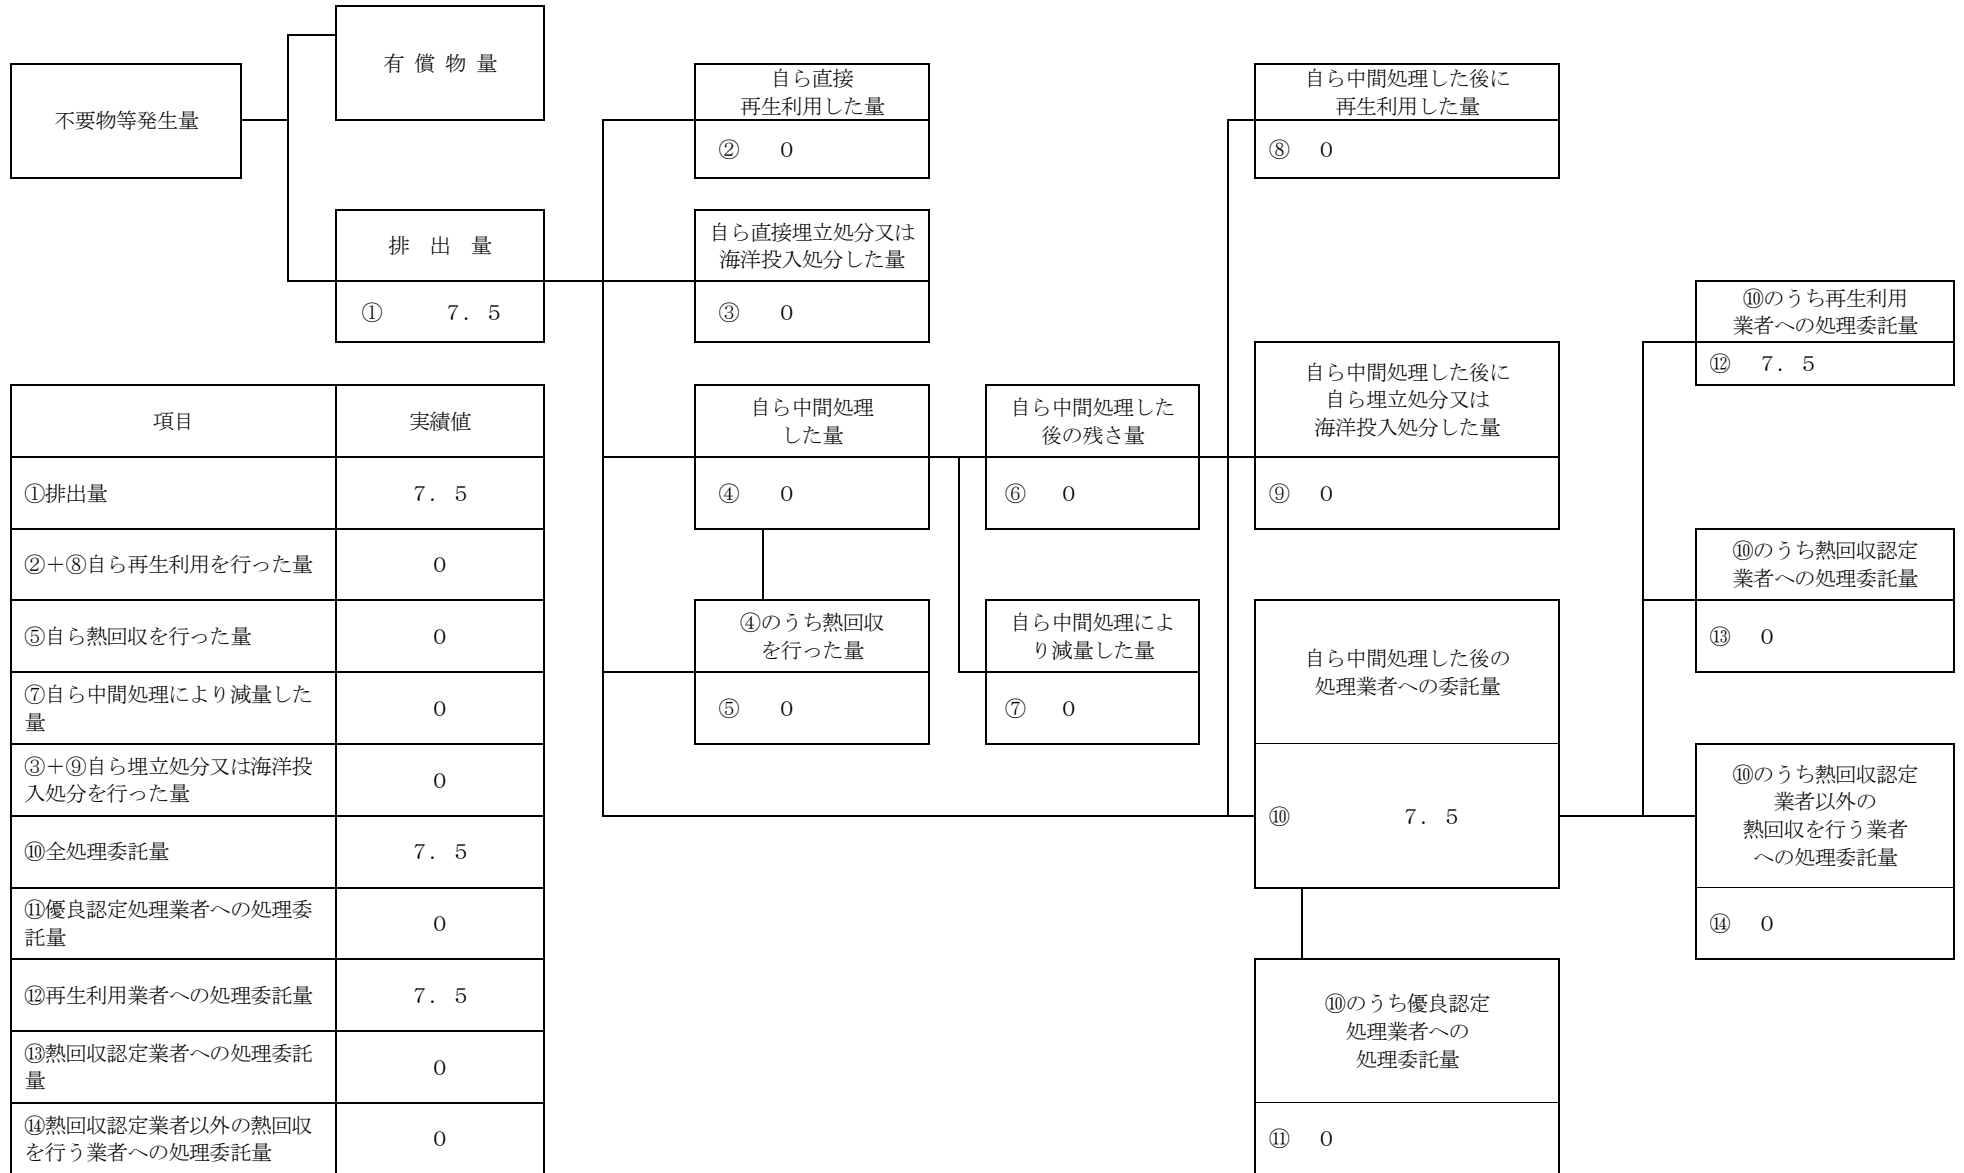 有 償 物 量
不要物等発生量
自ら直接
再生利用した量
② 0
自ら中間処理した後に
再生利用した量
⑧ 0
排 出 量
① 7. 5
自ら直接埋立処分又は
海洋投入処分した量
③ 0
⑩のうち再生利用
業者への処理委託量
⑫ 7. 5
自ら中間処理
した量
④ 0
自ら中間処理した
後の残さ量
⑥ 0
自ら中間処理した後に
自ら埋立処分又は
海洋投入処分した量
⑨ 0
⑩のうち熱回収認定
業者への処理委託量
⑬ 0
④のうち熱回収
を行った量
⑤ 0
自ら中間処理によ
り減量した量
⑦ 0
自ら中間処理した後の
処理業者への委託量
⑩ 7. 5
⑩のうち熱回収認定
業者以外の
熱回収を行う業者
への処理委託量
⑭ 0
⑩のうち優良認定
処理業者への
処理委託量
⑪ 0
項目 実績値
①排出量 7. 5
②+⑧自ら再生利用を行った量 0
⑤自ら熱回収を行った量 0
⑦自ら中間処理により減量した
量 0
③+⑨自ら埋立処分又は海洋投
入処分を行った量 0
⑩全処理委託量 7. 5
⑪優良認定処理業者への処理委
託量 0
⑫再生利用業者への処理委託量 7. 5
⑬熱回収認定業者への処理委託
量 0
⑭熱回収認定業者以外の熱回収
を行う業者への処理委託量 0